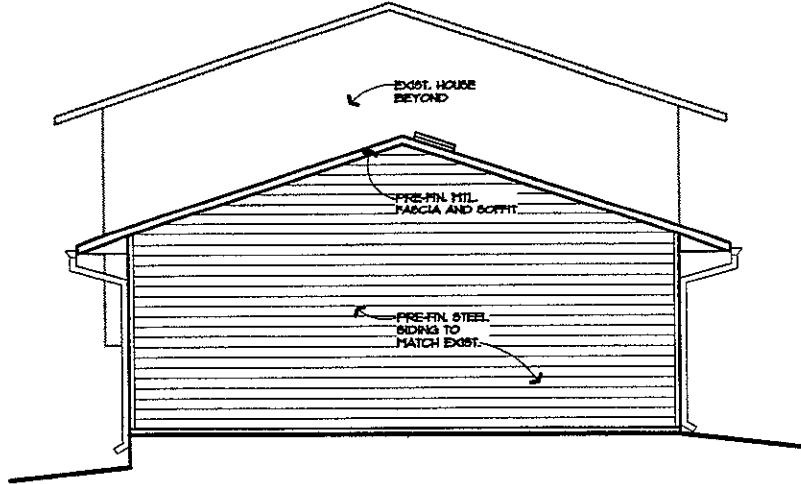 EXIST. HOUSE
BEYOND
PRE-FIN. MTL.
FASCIA AND SOFFIT
PRE-FIN. STEEL
SIDING TO
MATCH EXIST.